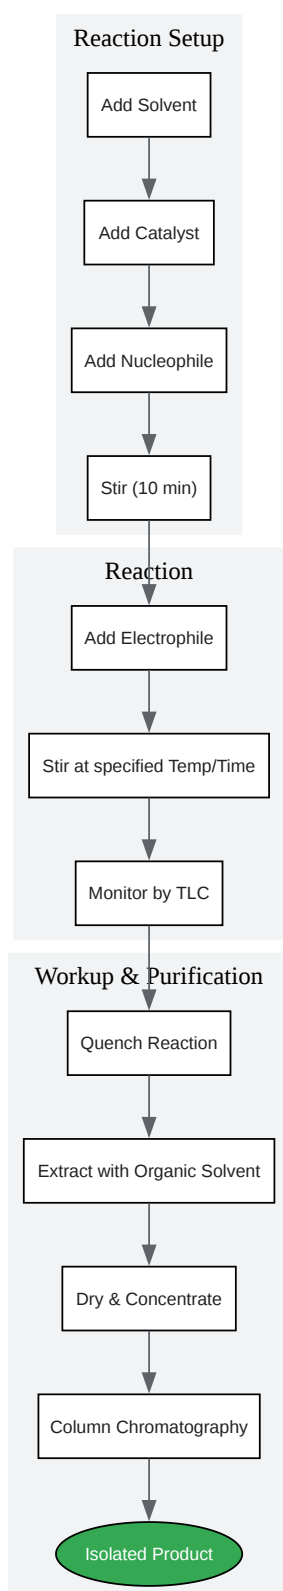 Reaction Setup
Add Solvent
Add Catalyst
Add Nucleophile
Stir (10 min)
Reaction
Add Electrophile
Stir at specified Temp/Time
Monitor by TLC
Workup & Purification
Quench Reaction
Extract with Organic Solvent
Dry & Concentrate
Column Chromatography
Isolated Product